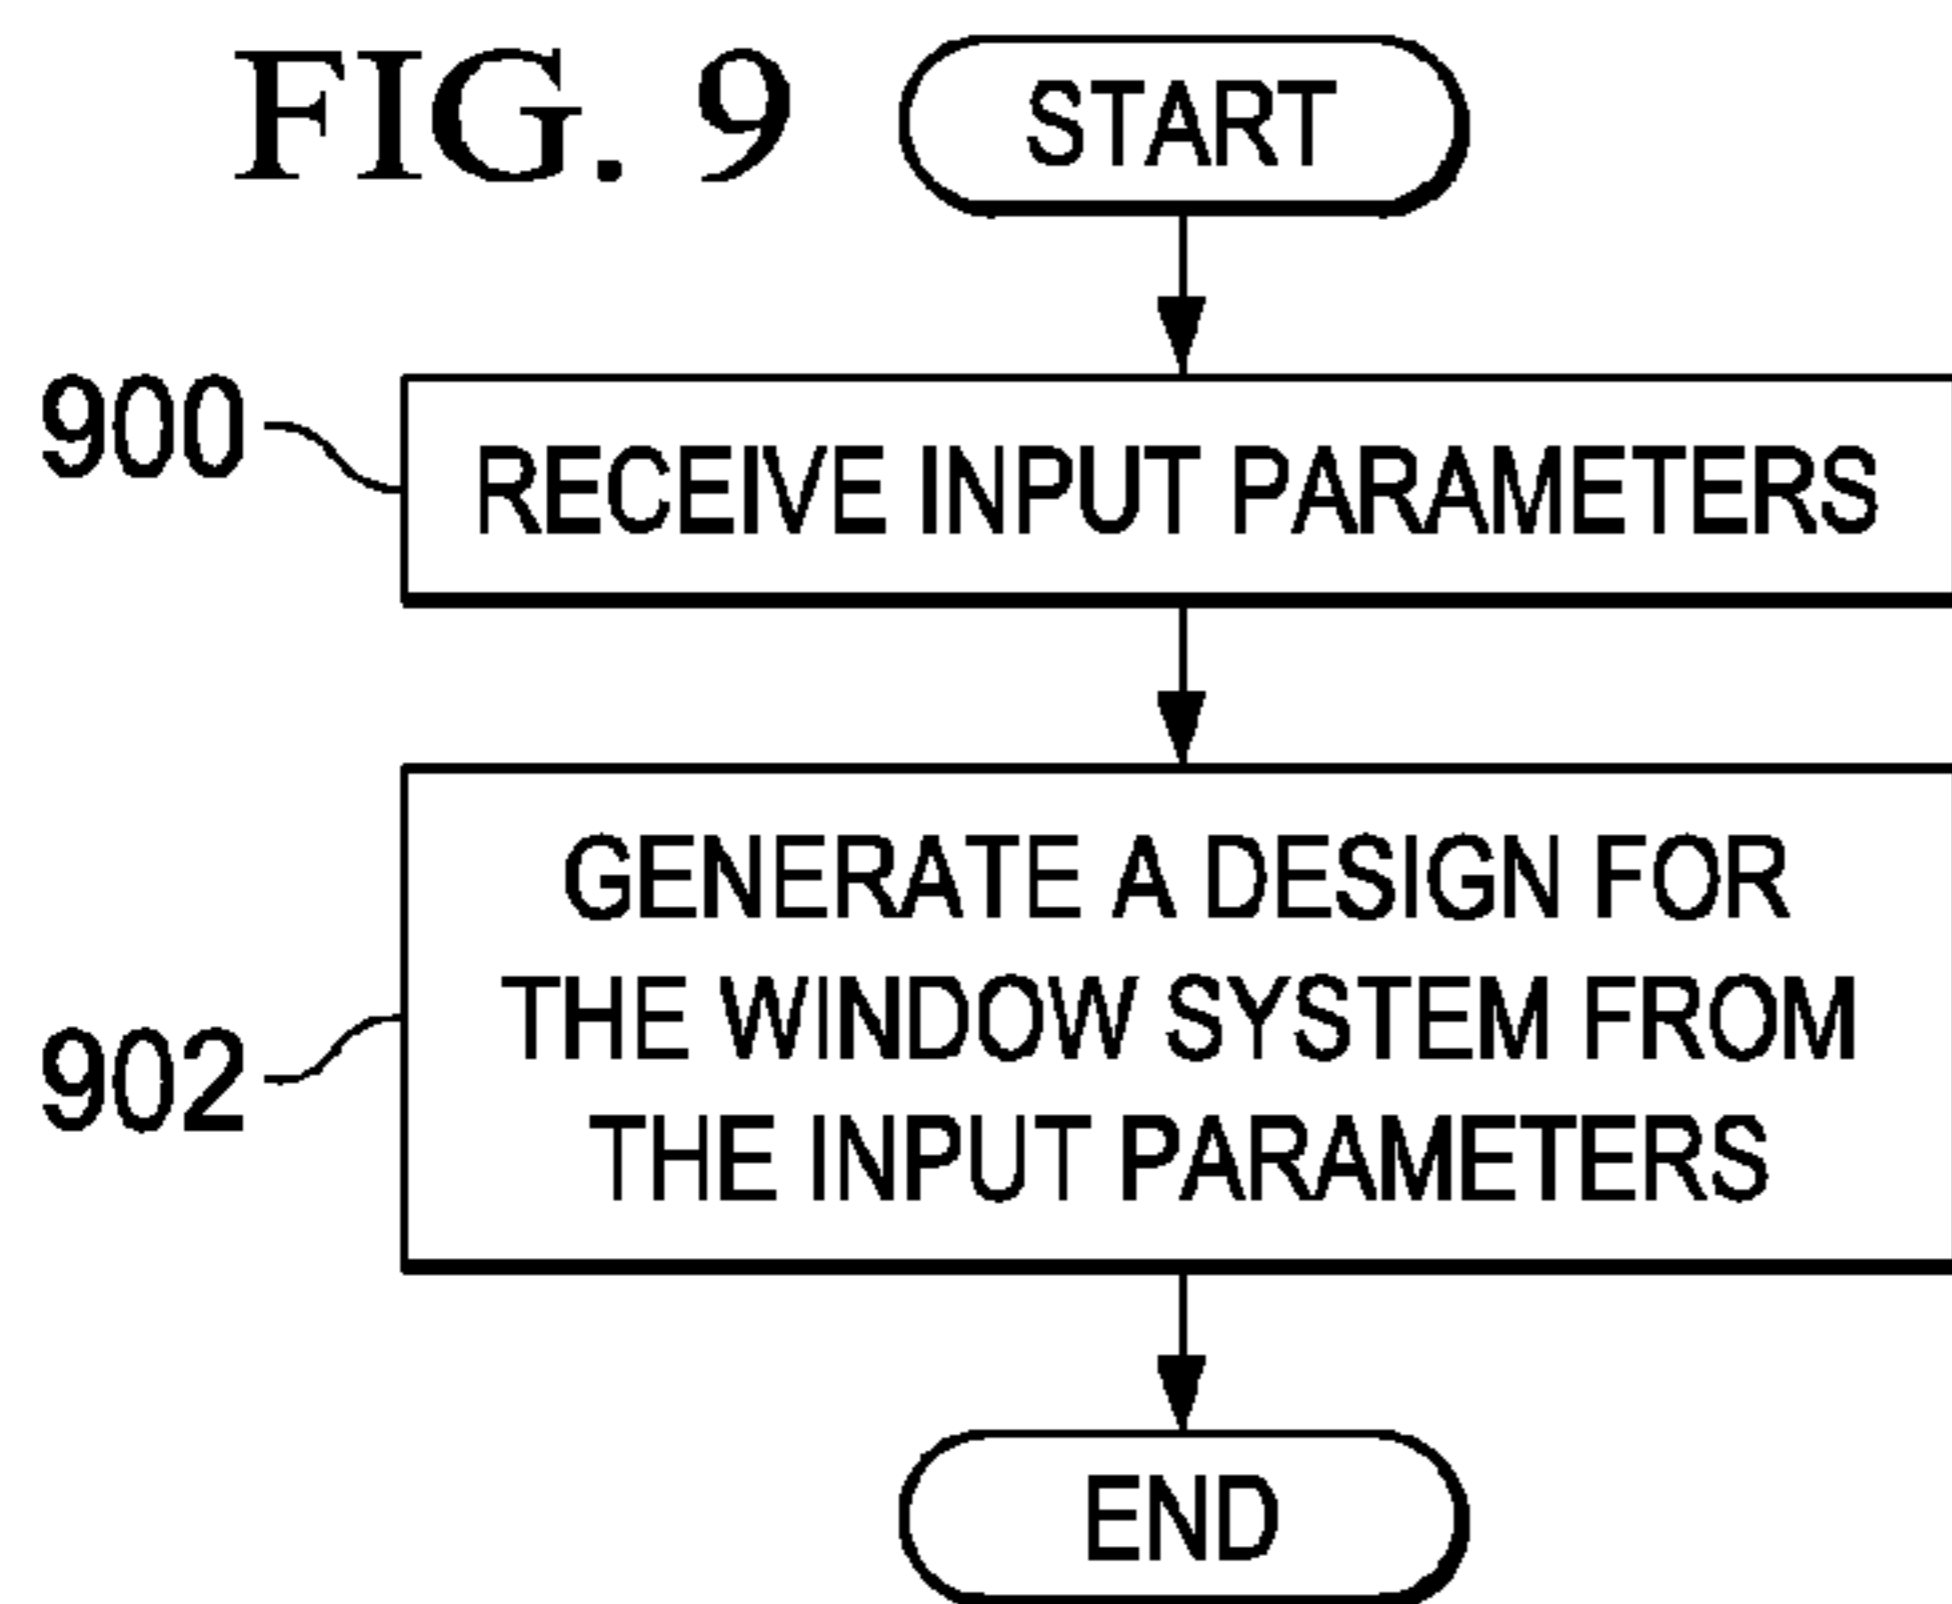 FIG. 9
START
900
RECEIVE INPUT PARAMETERS
902
GENERATE A DESIGN FOR
THE WINDOW SYSTEM FROM
THE INPUT PARAMETERS
END